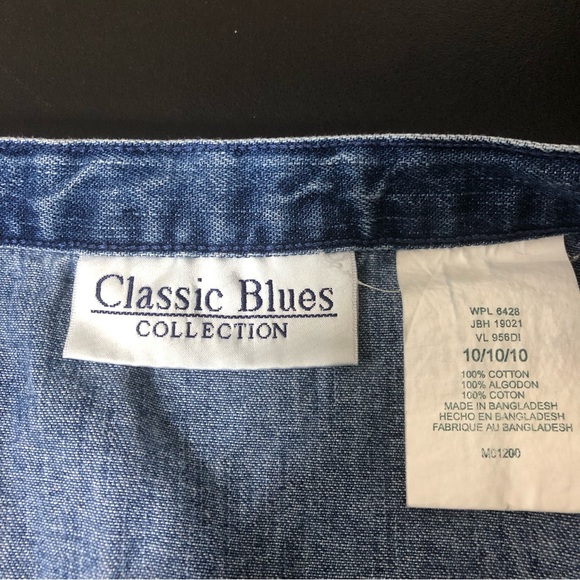 Classic Blues
COLLECTION
WPL 6428
JBH 19021
VL 956DI
10/10/10
100% COTTON
100% ALGODON
100% COTON
MADE IN BANGLADESH
HECHO EN BANGLADESH
FABRIQUE AU BANGLADESH
M01200